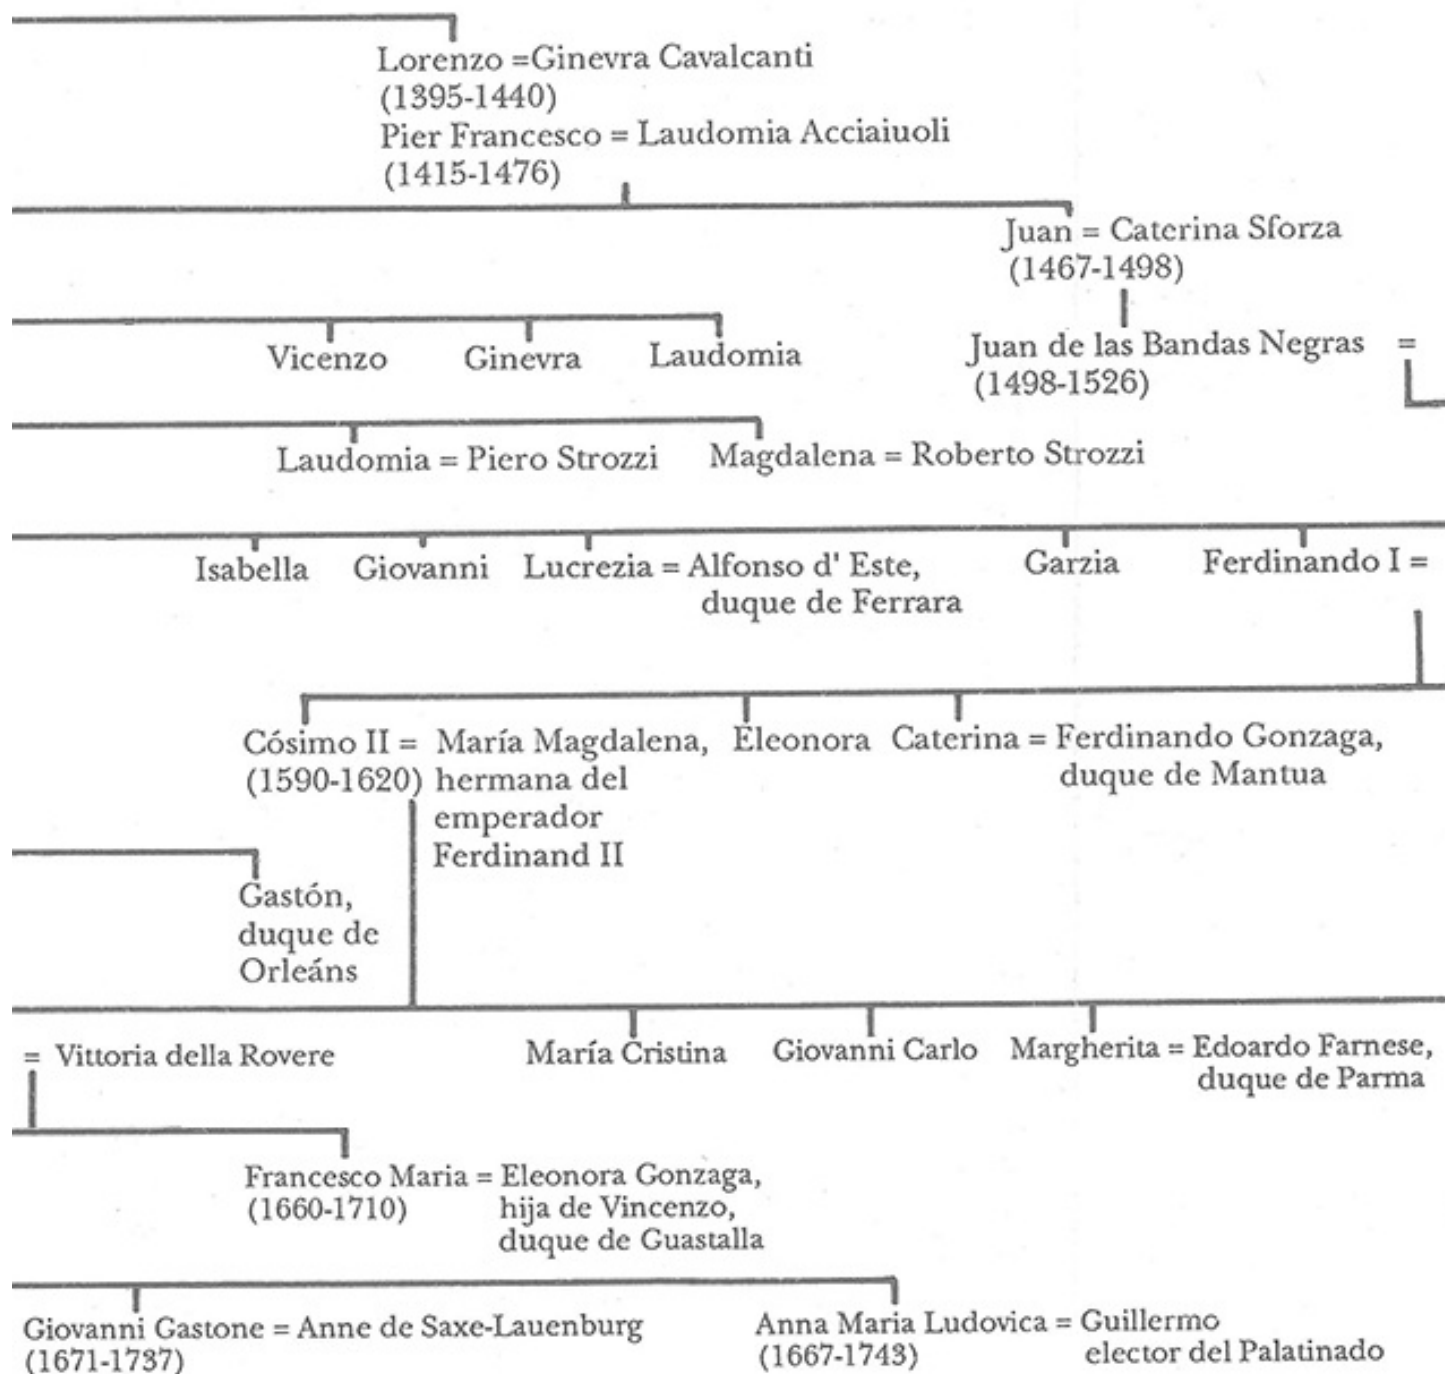 Lorenzo =Ginevra Cavalcanti
(1395-1440)
Pier Francesco = Laudomia Acciaiuoli
(1415-1476)
Juan = Caterina Sforza
(1467-1498)
Vicenzo Ginevra Laudomia
Juan de las Bandas Negras =
(1498-1526)
Laudomia = Piero Strozzi Magdalena = Roberto Strozzi
Isabella Giovanni Lucrezia = Alfonso d' Este, Garzia Ferdinando I =
duque de Ferrara
Cósimo II = María Magdalena, Eleonora Caterina = Ferdinando Gonzaga,
(1590-1620) hermana del duque de Mantua
emperador
Ferdinand II
Gastón,
duque de
Orleáns
= Vittoria della Rovere María Cristina Giovanni Carlo Margherita = Edoardo Farnese,
duque de Parma
Francesco Maria = Eleonora Gonzaga,
(1660-1710) hija de Vincenzo,
duque de Guastalla
Giovanni Gastone = Anne de Saxe-Lauenburg Anna Maria Ludovica = Guillermo
(1671-1737) (1667-1743) elector del Palatinado